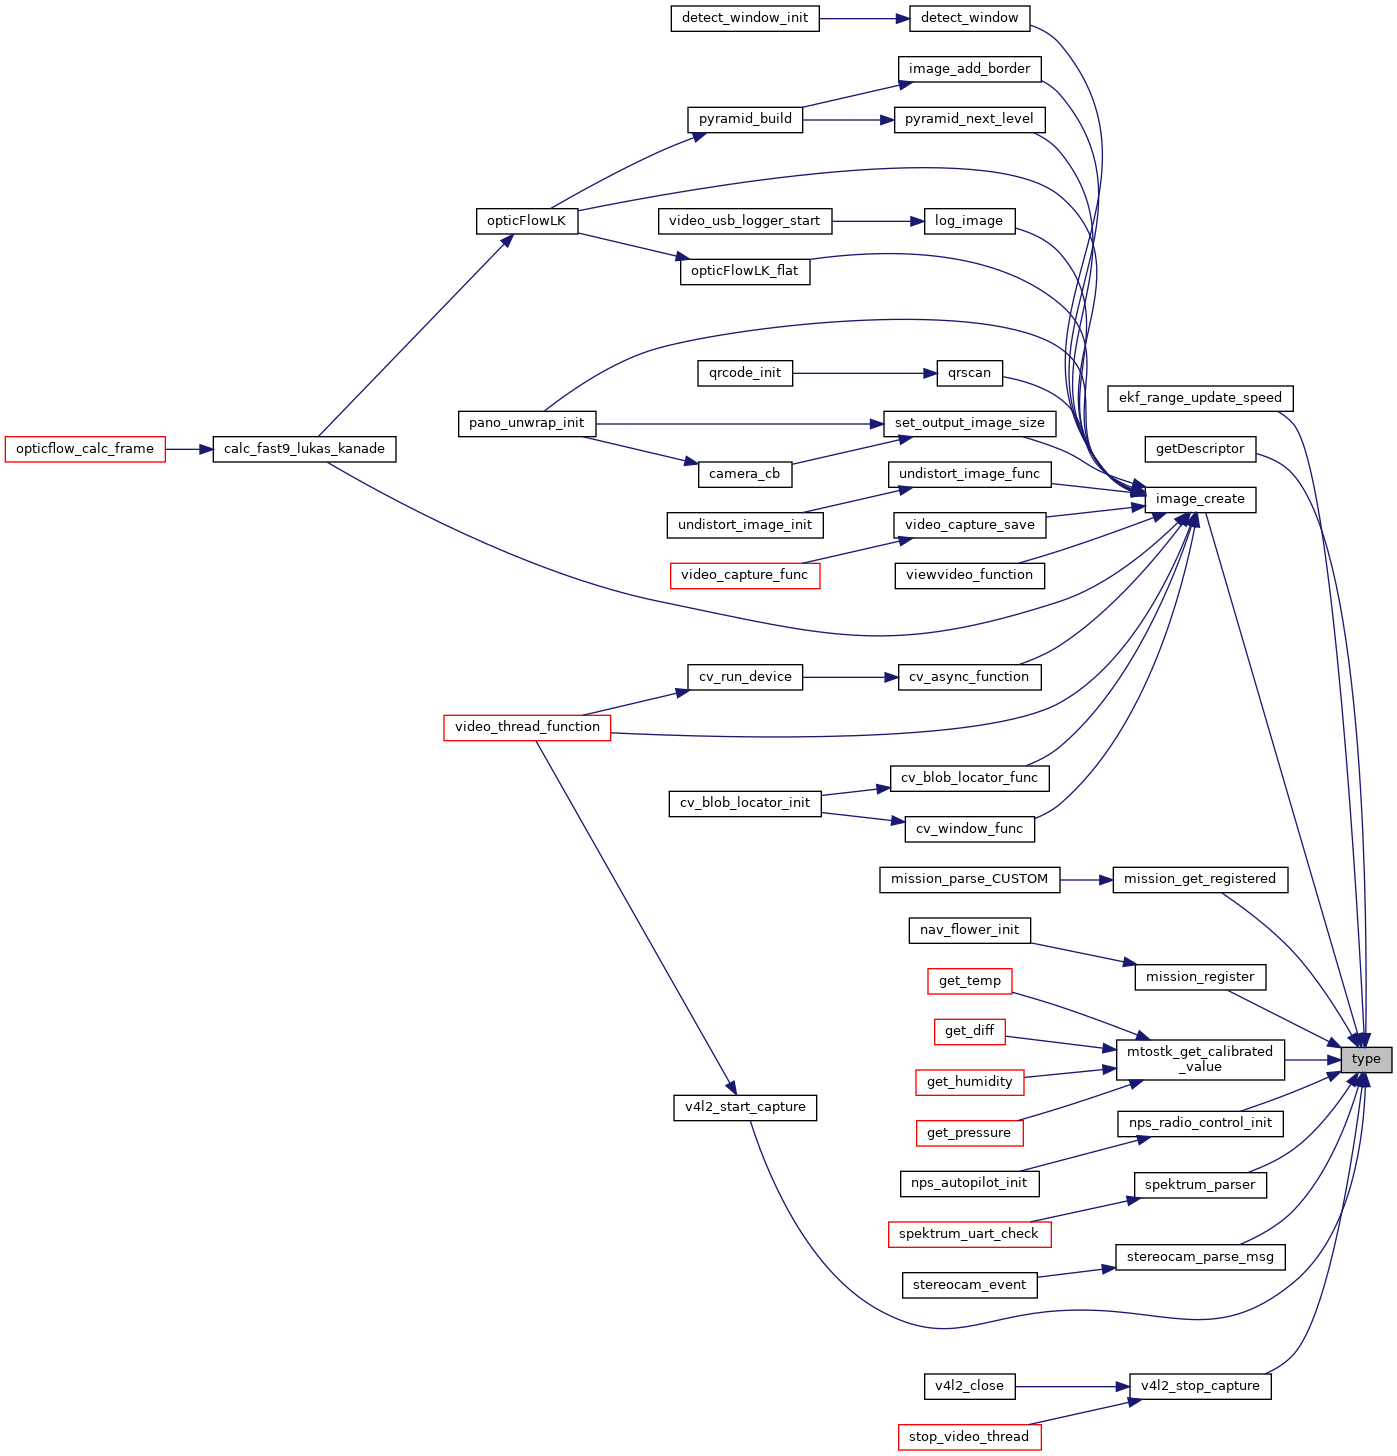 detect_window_init
detect_window
image_add_border
pyramid_build
pyramid_next_level
opticFlowLK
video_usb_logger_start
log_image
opticFlowLK_flat
qrcode_init
qrscan
ekf_range_update_speed
pano_unwrap_init
set_output_image_size
opticflow_calc_frame
calc_fast9_lukas_kanade
getDescriptor
camera_cb
undistort_image_func
image_create
undistort_image_init
video_capture_save
video_capture_func
viewvideo_function
cv_run_device
cv_async_function
video_thread_function
cv_blob_locator_func
cv_blob_locator_init
cv_window_func
mission_parse_CUSTOM
mission_get_registered
nav_flower_init
mission_register
get_temp
get_diff
mtostk_get_calibrated
_value
type
get_humidity
v4l2_start_capture
get_pressure
nps_radio_control_init
nps_autopilot_init
spektrum_parser
spektrum_uart_check
stereocam_parse_msg
stereocam_event
v4l2_close
v4l2_stop_capture
stop_video_thread